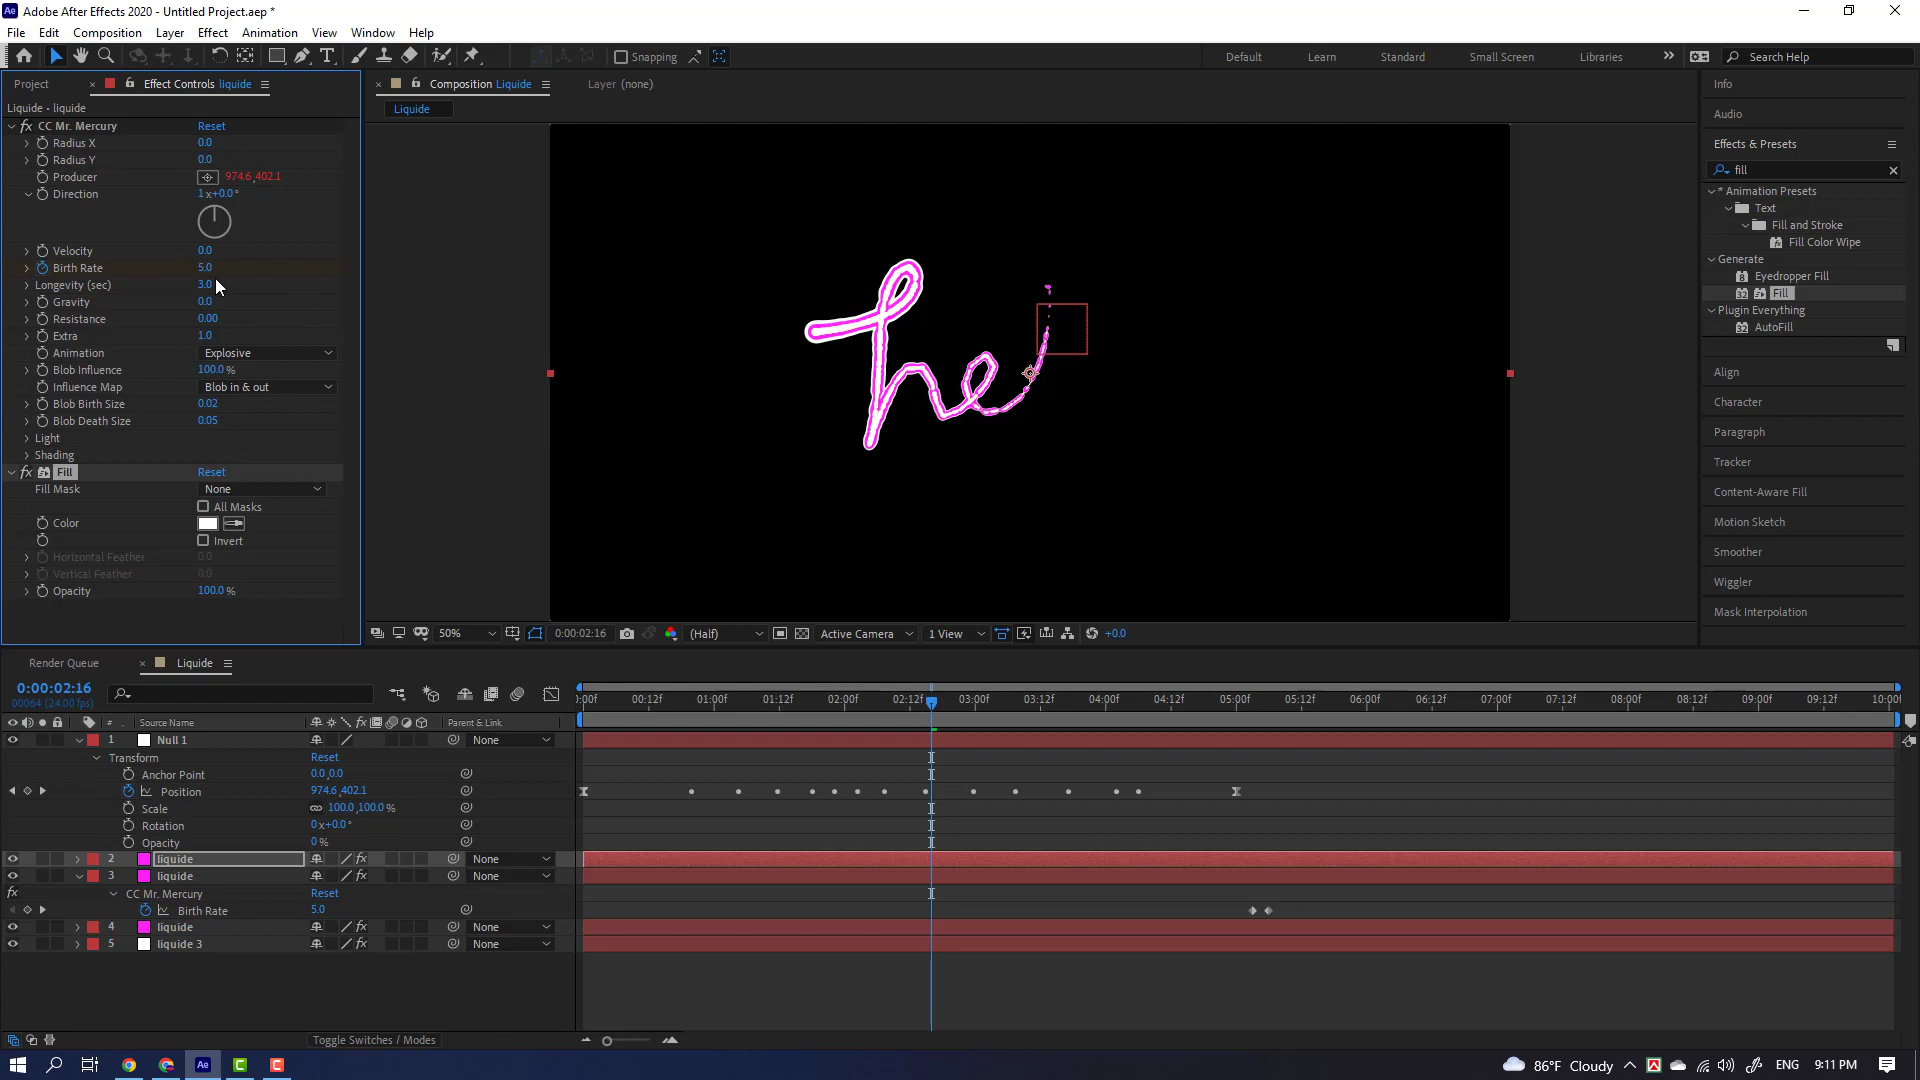 Adobe After Effects 2020 - Untitled Project.aep *
File Edit Composition Layer Effect Animation View Window Help
Snapping Default Learn Standard Small Screen Libraries Search Help
Project Effect Controls liquide Composition Liquide Layer (none) Info
Liquide • liquide Liquide
CC Mr. Mercury Reset
Radius X 0.0
Radius Y 0.0
Producer 974.6,402.1
Direction 1x+0.0°
Velocity 0.0
Birth Rate 5.0
Longevity (sec) 3.0
Gravity 0.0
Resistance 0.00
Extra 1.0
Animation Explosive
Blob Influence 100.0%
Influence Map Blob in & out
Blob Birth Size 0.02
Blob Death Size 0.05
Light
Shading
Fill Reset
Fill Mask None
All Masks
Color
Invert
Horizontal Feather 0.0
Vertical Feather 0.0
Opacity 100.0%
he
50% 0:00:02:16 (Half) Active Camera 1 View +0.0
Audio
Effects & Presets
fill
* Animation Presets
Text
Fill and Stroke
Fill Color Wipe
Generate
Eyedropper Fill
Fill
Plugin Everything
AutoFill
Align
Character
Paragraph
Tracker
Content-Aware Fill
Motion Sketch
Smoother
Wiggler
Mask Interpolation
Render Queue Liquide
0:00:02:16
00064 (24.00 fps)
:00f 00:12f 01:00f 01:12f 02:00f 02:12f 03:00f 03:12f 04:00f 04:12f 05:00f 05:12f 06:00f 06:12f 07:00f 07:12f 08:00f 08:12f 09:00f 09:12f 10:00f
# Source Name Parent & Link
1 Null 1 None
Transform Reset
Anchor Point 0.0,0.0
Position 974.6,402.1
Scale 100.0,100.0%
Rotation 0x+0.0°
Opacity 0%
2 liquide None
3 liquide None
CC Mr. Mercury Reset
Birth Rate 5.0
4 liquide None
5 liquide 3 None
Toggle Switches / Modes
86°F Cloudy ENG 9:11 PM